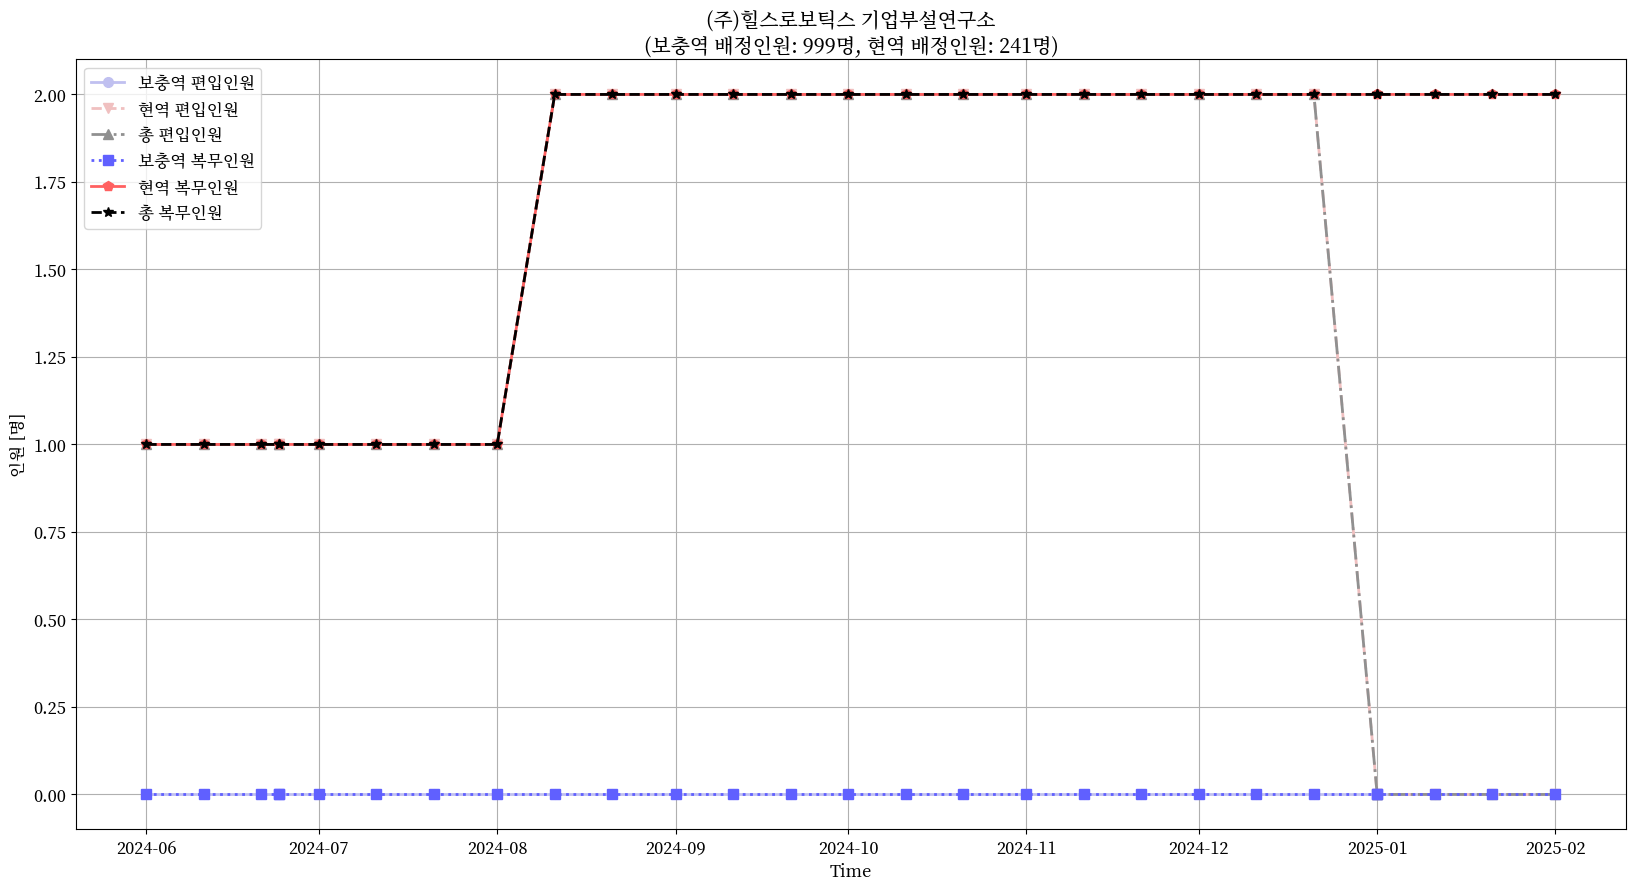 (주)힐스로보틱스 기업부설연구소
(보충역 배정인원: 999명, 현역 배정인원: 241명)
보충역 편입인원
현역 편입인원
총 편입인원
보충역 복무인원
현역 복무인원
총 복무인원
2.00
1.75
1.50
1.25
1.00
0.75
0.50
0.25
0.00
인원 [명]
2024-06 2024-07 2024-08 2024-09 2024-10 2024-11 2024-12 2025-01 2025-02
Time